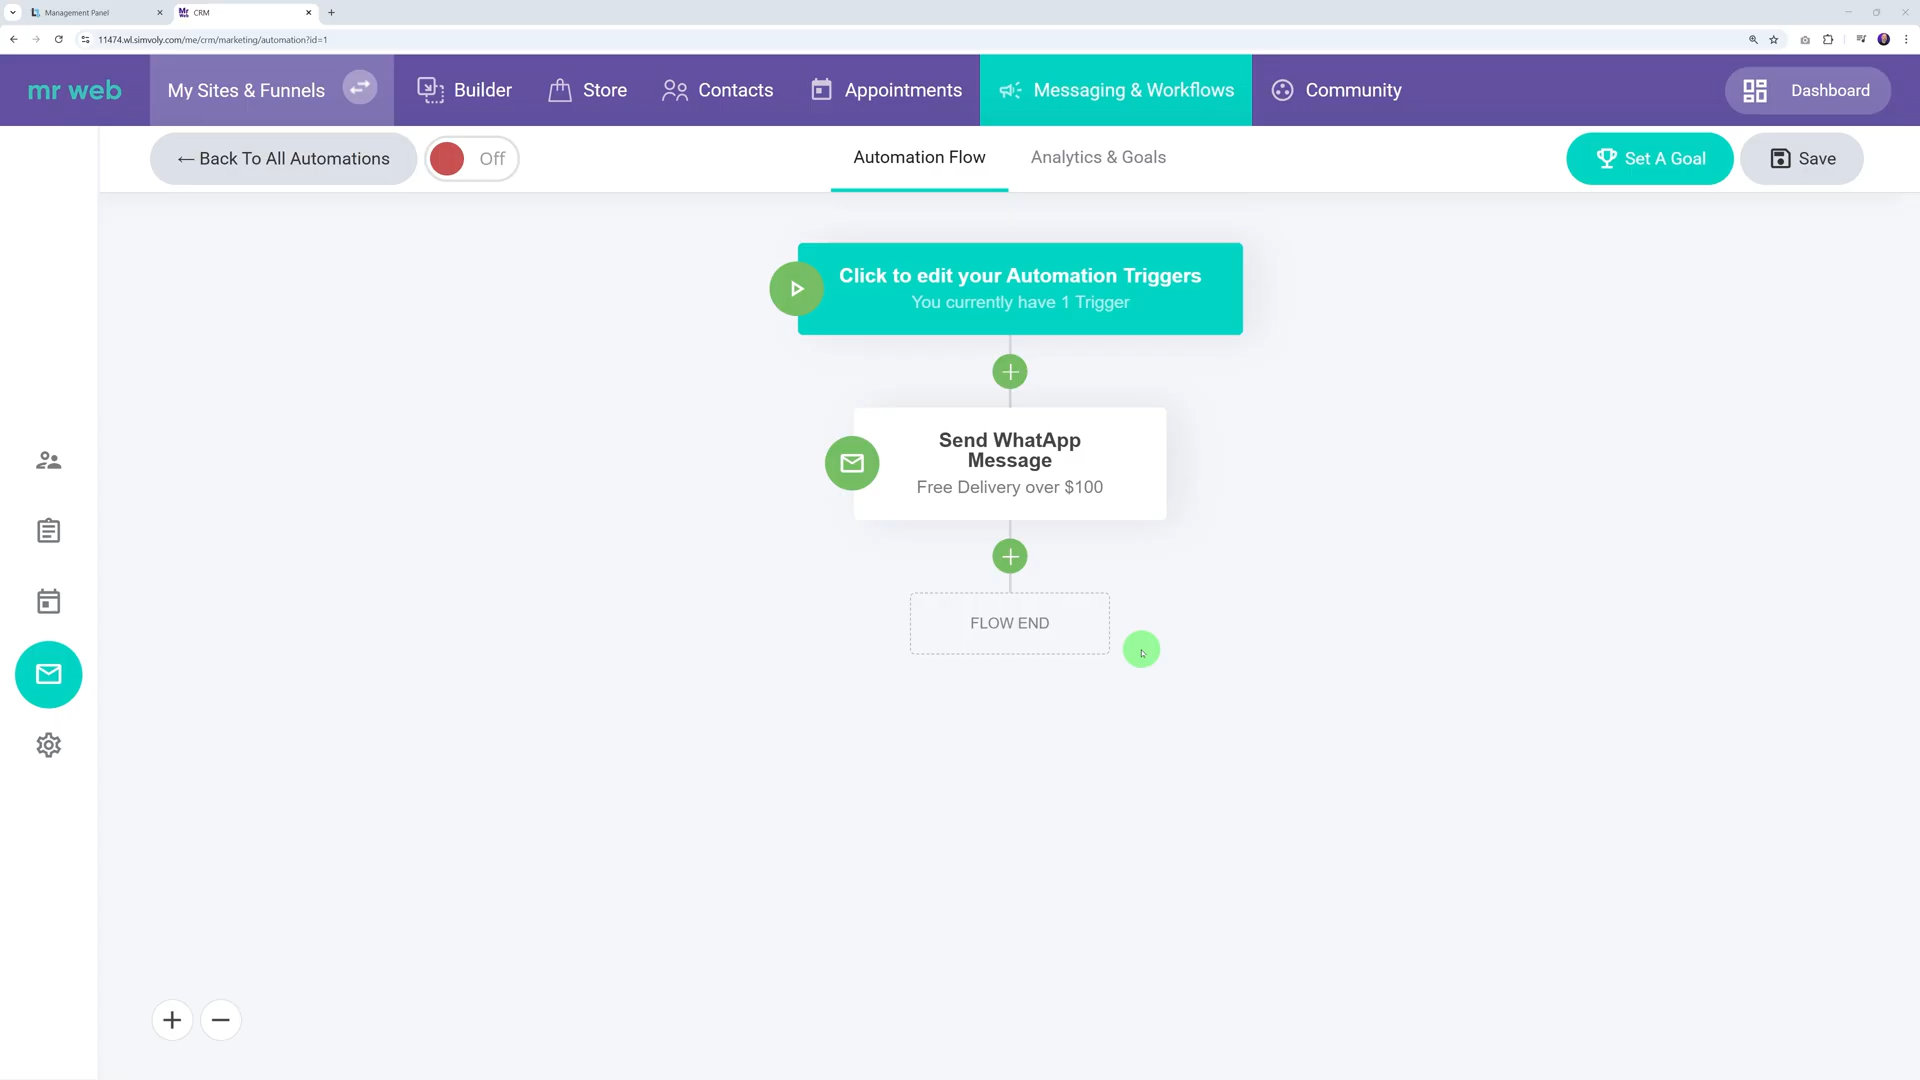 Management Panel
Mr Web CRM
11474.wl.simvoly.com/me/crm/marketing/automation?id=1
mr web
My Sites & Funnels
Builder
Store
Contacts
Appointments
Messaging & Workflows
Community
Dashboard
← Back To All Automations
Off
Automation Flow
Analytics & Goals
Set A Goal
Save
Click to edit your Automation Triggers
You currently have 1 Trigger
Send WhatApp
Message
Free Delivery over $100
FLOW END